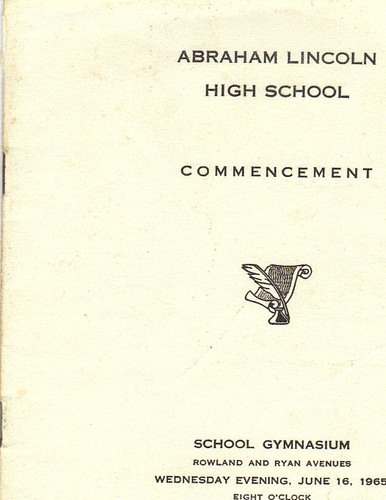 ABRAHAM LINCOLN
HIGH SCHOOL
COMMENCEMENT
SCHOOL GYMNASIUM
ROWLAND AND RYAN AVENUES
WEDNESDAY EVENING, JUNE 16, 1965
EIGHT O'CLOCK